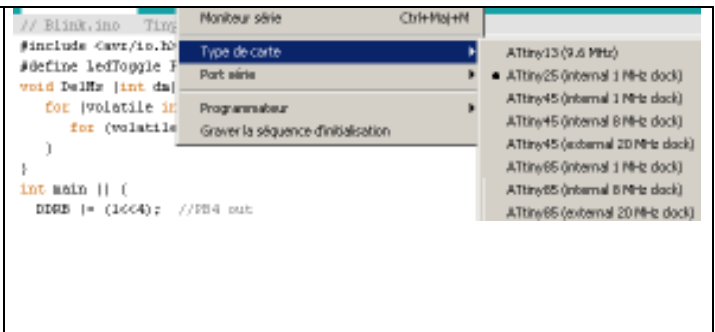 // Blink.ino Tiny
#include <avr/io.h>
#define ledToggle P
void DelMs (int dm
for (volatile in
for (volatile
}
}
int main () {
DDRB |= (1<<4); //PB4 out
Moniteur série Ctrl+Maj+M
Type de carte
Port série
Programmateur
Graver la séquence d'initialisation
ATtiny13 (9.6 MHz)
ATtiny25 (internal 1 MHz clock)
ATtiny45 (internal 1 MHz clock)
ATtiny45 (internal 8 MHz clock)
ATtiny45 (external 20 MHz clock)
ATtiny85 (internal 1 MHz clock)
ATtiny85 (internal 8 MHz clock)
ATtiny85 (external 20 MHz clock)